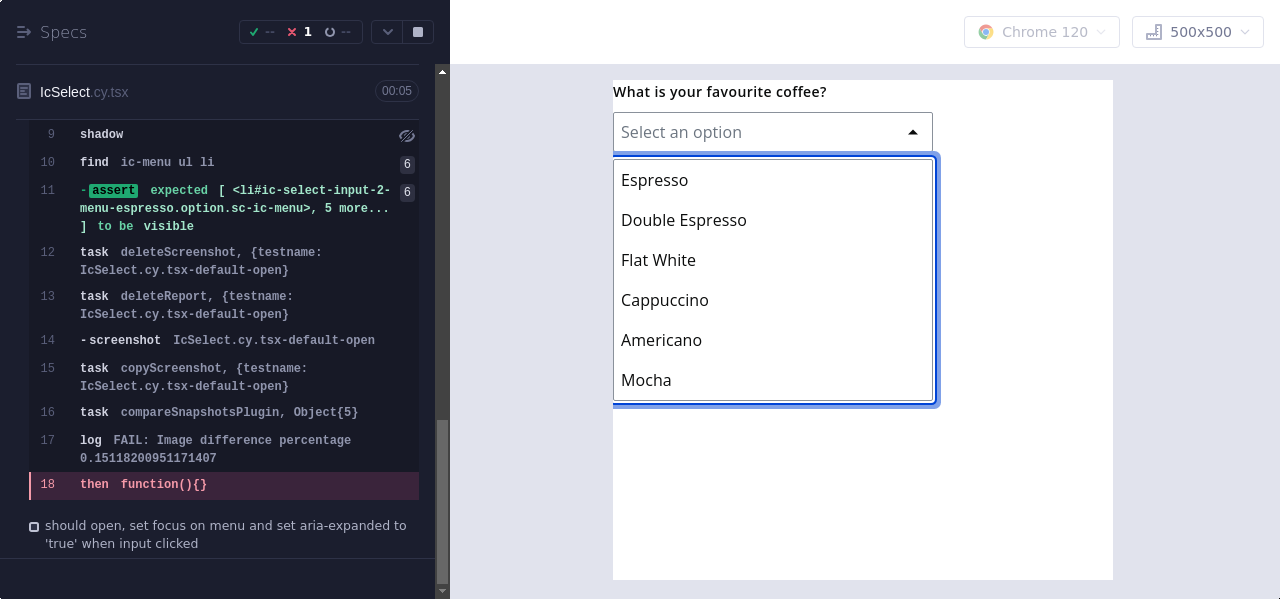 Specs
-- 1 --
Chrome 120
500x500
IcSelect.cy.tsx
00:05
9 shadow
10 find ic-menu ul li 6
11 -assert expected [ <li#ic-select-input-2- 6
menu-espresso.option.sc-ic-menu>, 5 more...
] to be visible
12 task deleteScreenshot, {testname:
IcSelect.cy.tsx-default-open}
13 task deleteReport, {testname:
IcSelect.cy.tsx-default-open}
14 -screenshot IcSelect.cy.tsx-default-open
15 task copyScreenshot, {testname:
IcSelect.cy.tsx-default-open}
16 task compareSnapshotsPlugin, Object{5}
17 log FAIL: Image difference percentage
0.15118200951171407
18 then function(){}
should open, set focus on menu and set aria-expanded to
'true' when input clicked
What is your favourite coffee?
Select an option
Espresso
Double Espresso
Flat White
Cappuccino
Americano
Mocha